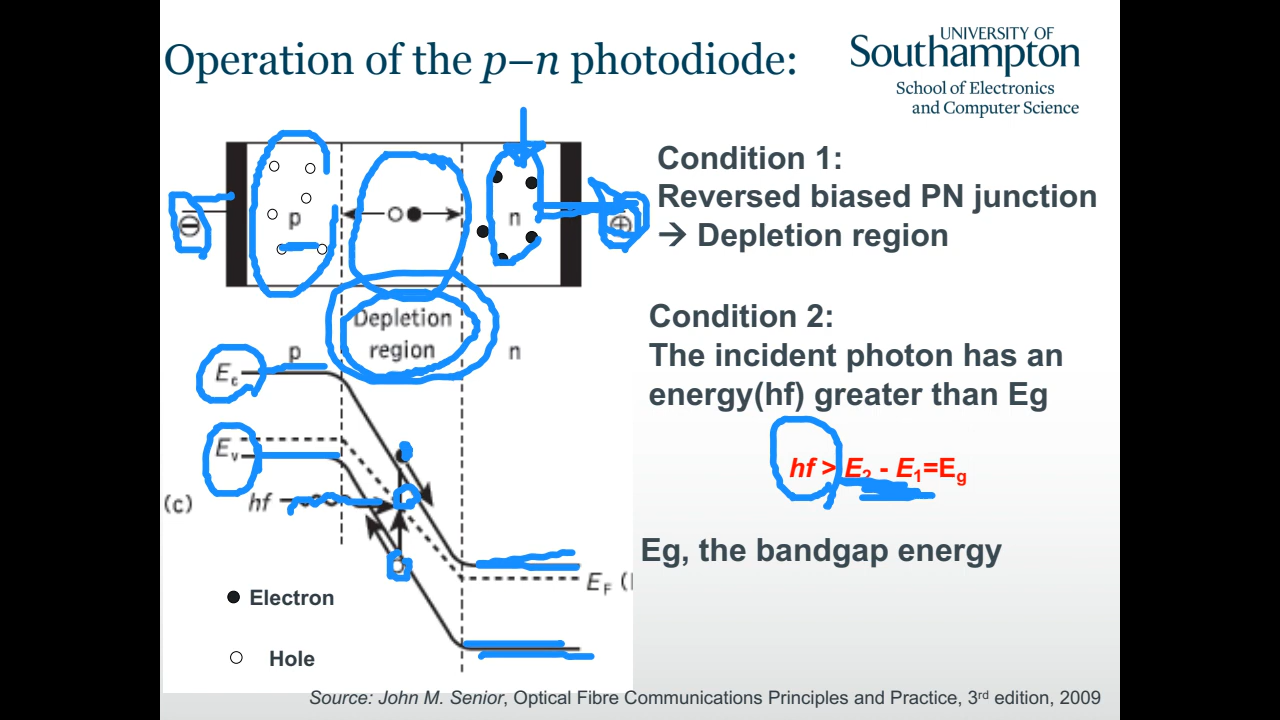 Operation of the p–n photodiode:
UNIVERSITY OF
Southampton
School of Electronics
and Computer Science
p
n
Depletion
region
p
n
Ec
Ev
(c)
hf
EF (
Electron
Hole
Condition 1:
Reversed biased PN junction
→ Depletion region
Condition 2:
The incident photon has an
energy(hf) greater than Eg
hf > E2 - E1=Eg
Eg, the bandgap energy
Source: John M. Senior, Optical Fibre Communications Principles and Practice, 3rd edition, 2009